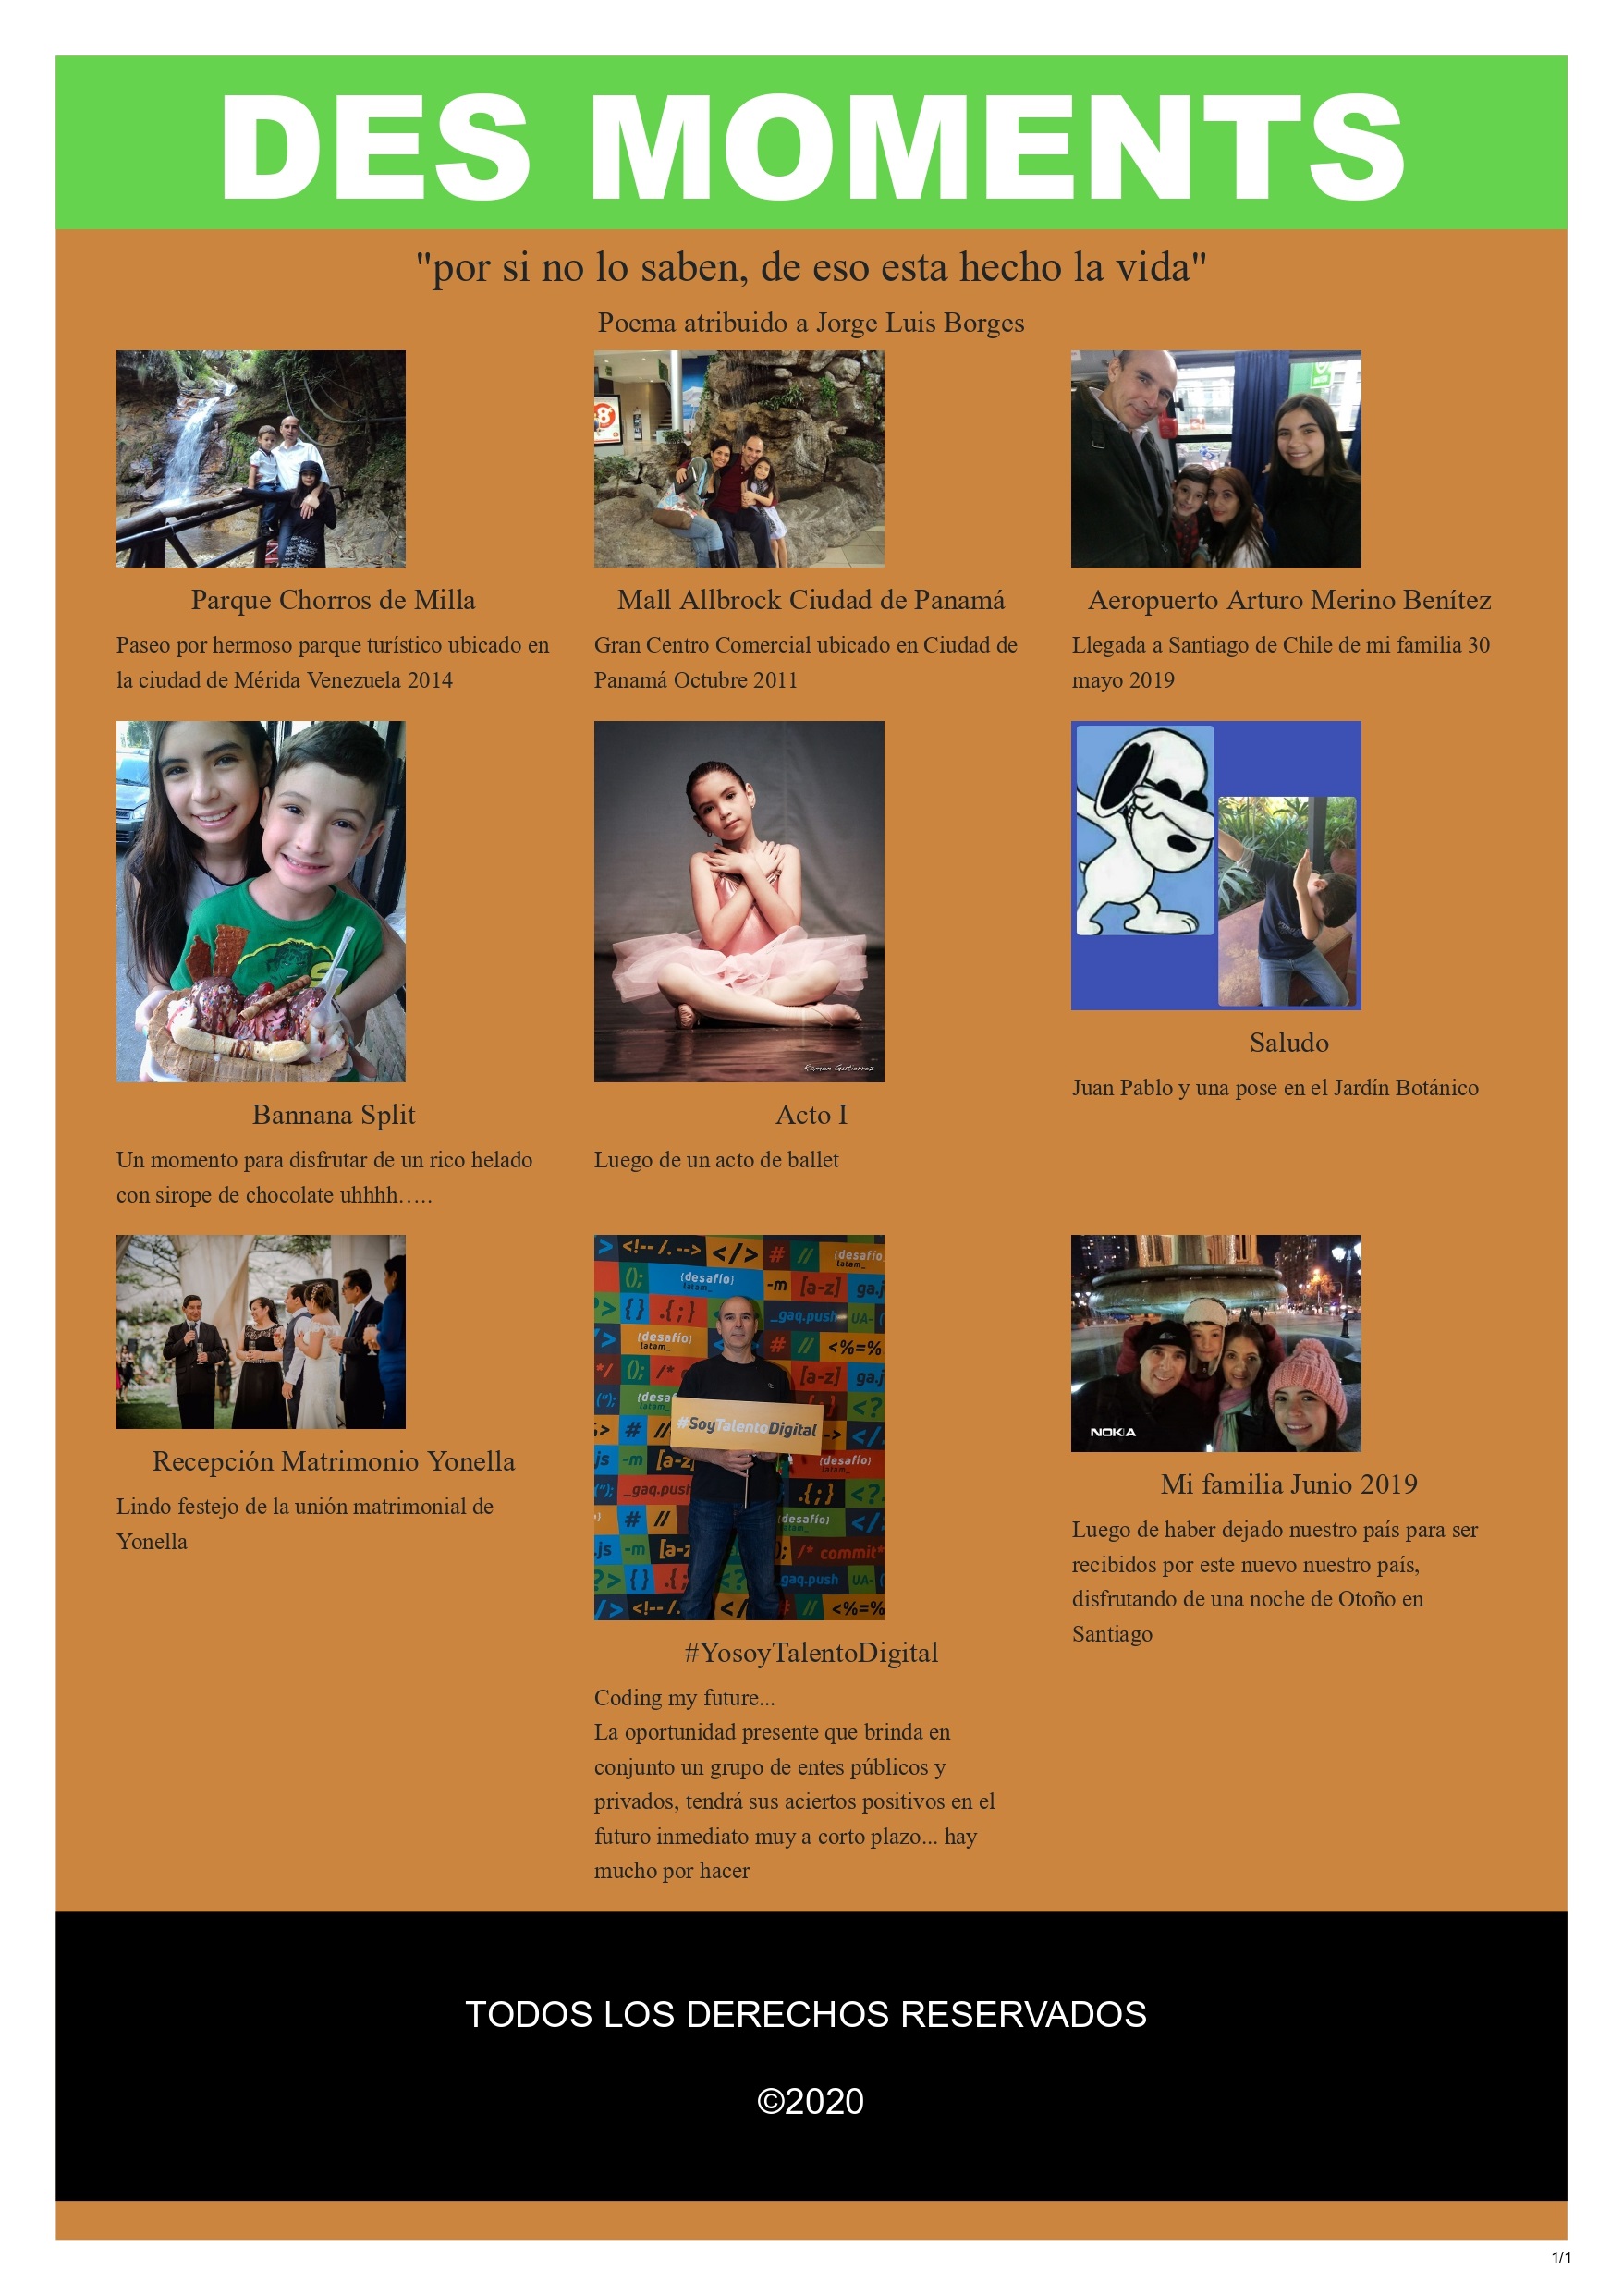 DES MOMENTS
"por si no lo saben, de eso esta hecho la vida"
Poema atribuido a Jorge Luis Borges
Parque Chorros de Milla
Paseo por hermoso parque turístico ubicado en
la ciudad de Mérida Venezuela 2014
Mall Allbrock Ciudad de Panamá
Gran Centro Comercial ubicado en Ciudad de
Panamá Octubre 2011
Aeropuerto Arturo Merino Benítez
Llegada a Santiago de Chile de mi familia 30
mayo 2019
Ramon Gutierrez
Bannana Split
Un momento para disfrutar de un rico helado
con sirope de chocolate uhhhh…..
Acto I
Luego de un acto de ballet
Saludo
Juan Pablo y una pose en el Jardín Botánico
Recepción Matrimonio Yonella
Lindo festejo de la unión matrimonial de
Yonella
#SoyTalentoDigital
#YosoyTalentoDigital
Coding my future...
La oportunidad presente que brinda en
conjunto un grupo de entes públicos y
privados, tendrá sus aciertos positivos en el
futuro inmediato muy a corto plazo... hay
mucho por hacer
NOKIA
Mi familia Junio 2019
Luego de haber dejado nuestro país para ser
recibidos por este nuevo nuestro país,
disfrutando de una noche de Otoño en
Santiago
TODOS LOS DERECHOS RESERVADOS
©2020
1/1